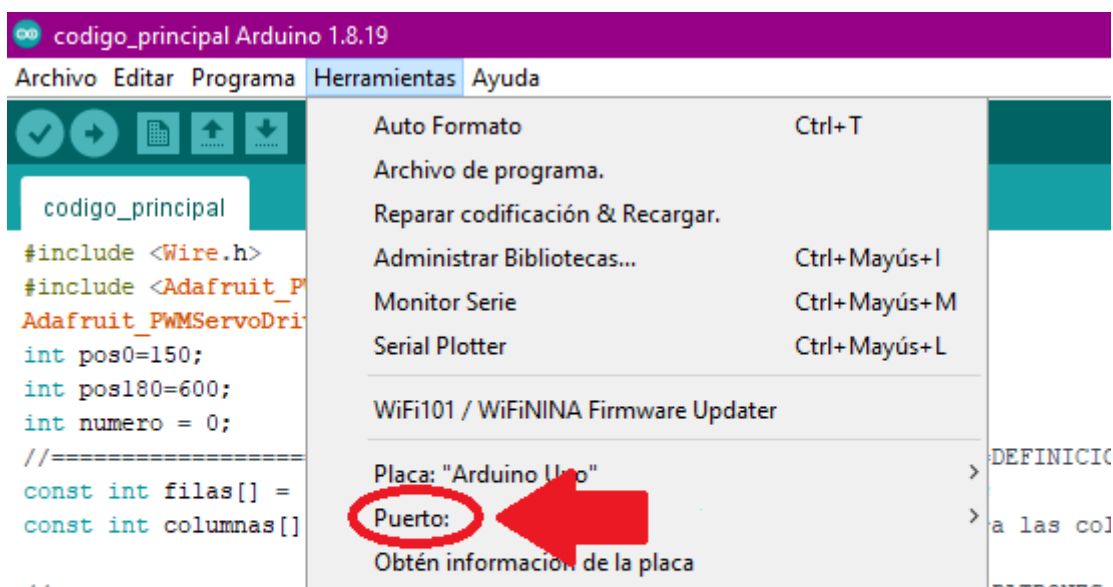 codigo_principal Arduino 1.8.19
Archivo Editar Programa Herramientas Ayuda
Auto Formato Ctrl+T
Archivo de programa.
codigo_principal
Reparar codificación & Recargar.
#include <Wire.h>
Administrar Bibliotecas... Ctrl+Mayús+I
#include <Adafruit_P
Monitor Serie Ctrl+Mayús+M
Adafruit_PWMServoDri
Serial Plotter Ctrl+Mayús+L
int pos0=150;
int pos180=600;
int numero = 0;
WiFi101 / WiFiNINA Firmware Updater
//==================== DEFINICIO
Placa: "Arduino Uno"
const int filas[] =
Puerto:
const int columnas[] a las col
Obtén información de la placa